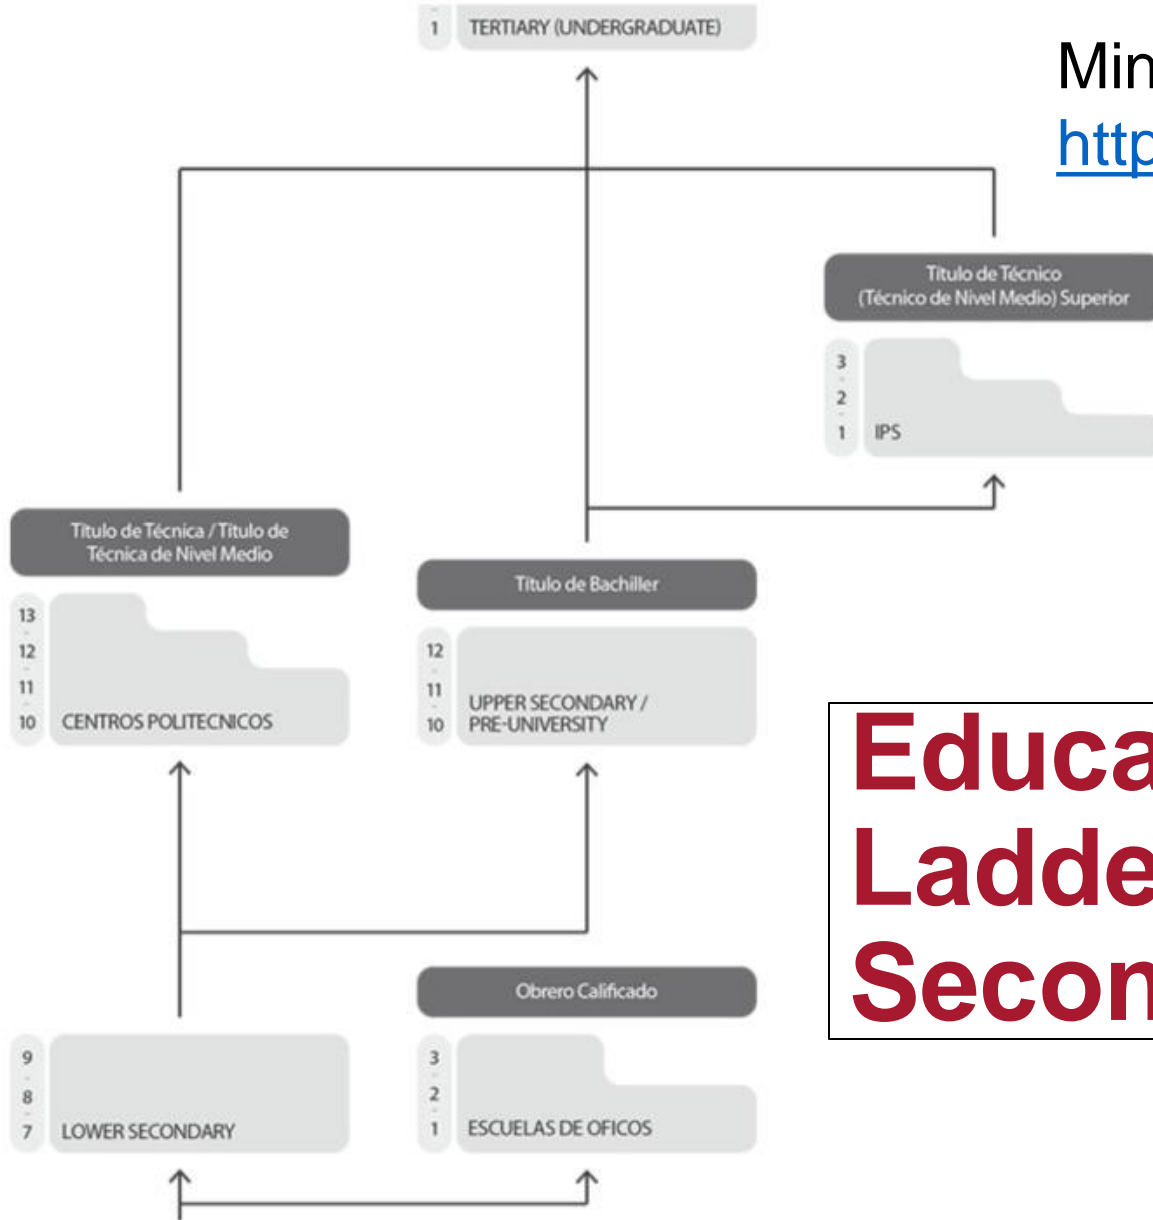 1
TERTIARY (UNDERGRADUATE)
Min
http
Título de Técnico
(Técnico de Nivel Medio) Superior
3
2
1
IPS
Título de Técnica / Título de
Técnica de Nivel Medio
13
12
11
10
CENTROS POLITECNICOS
Título de Bachiller
12
11
10
UPPER SECONDARY /
PRE-UNIVERSITY
Educa
Ladde
Secon
Obrero Calificado
9
8
7
LOWER SECONDARY
3
2
1
ESCUELAS DE OFICOS